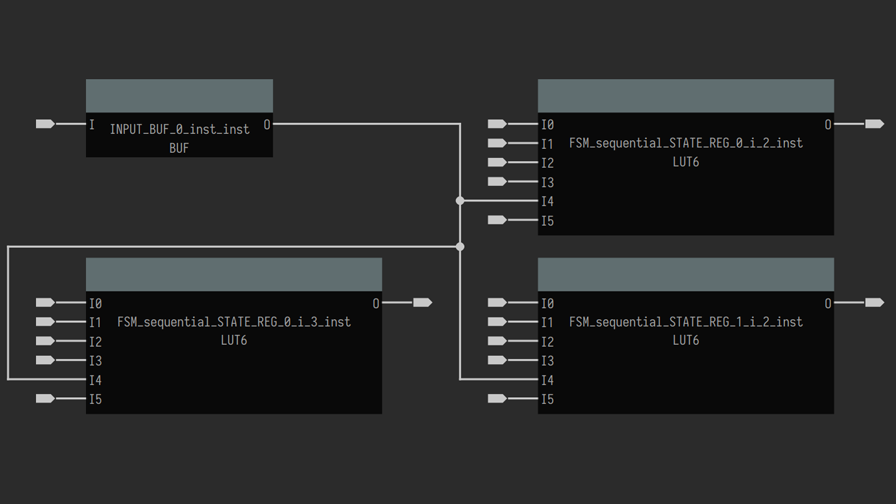 I INPUT_BUF_0_inst_inst O
BUF
I0 O
I1 FSM_sequential_STATE_REG_0_i_2_inst
I2 LUT6
I3
I4
I5
I0 O
I1 FSM_sequential_STATE_REG_0_i_3_inst
I2 LUT6
I3
I4
I5
I0 O
I1 FSM_sequential_STATE_REG_1_i_2_inst
I2 LUT6
I3
I4
I5